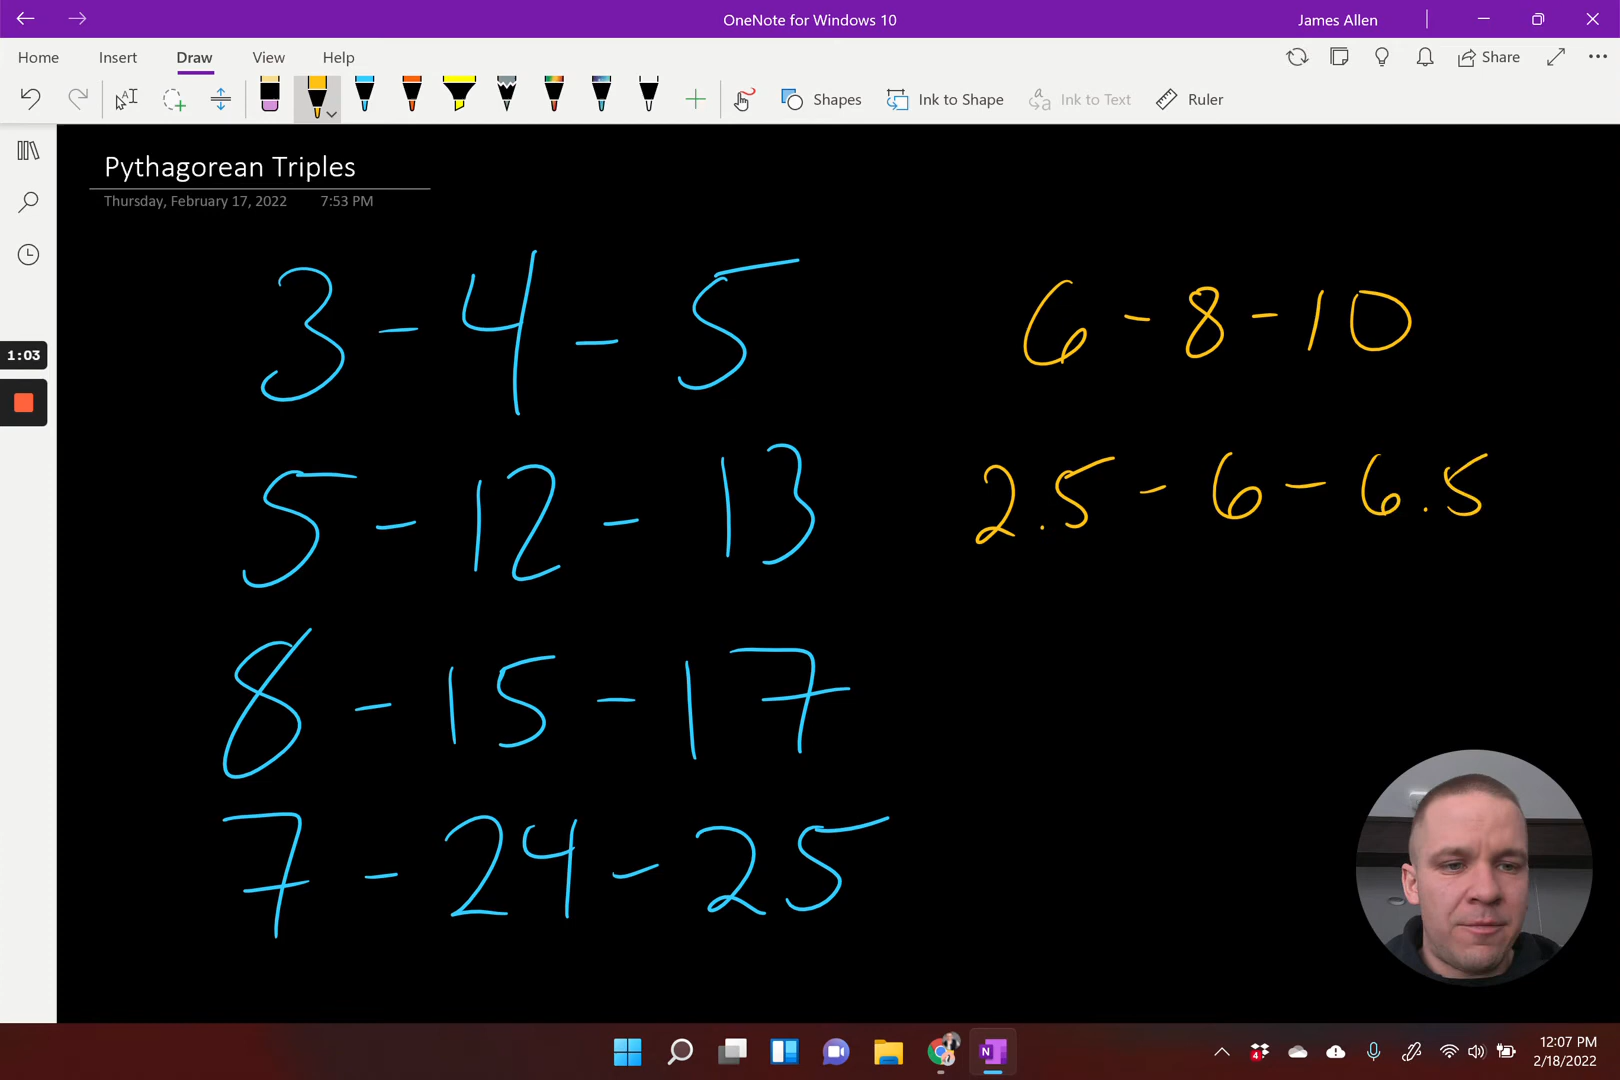 OneNote for Windows 10
James Allen
Home Insert Draw View Help
Share
Shapes Ink to Shape Ink to Text Ruler
Pythagorean Triples
Thursday, February 17, 2022 7:53 PM
1:03
3 - 4 - 5
6 - 8 - 10
5 - 12 - 13
2.5 - 6 - 6.5
8 - 15 - 17
7 - 24 - 25
12:07 PM
2/18/2022